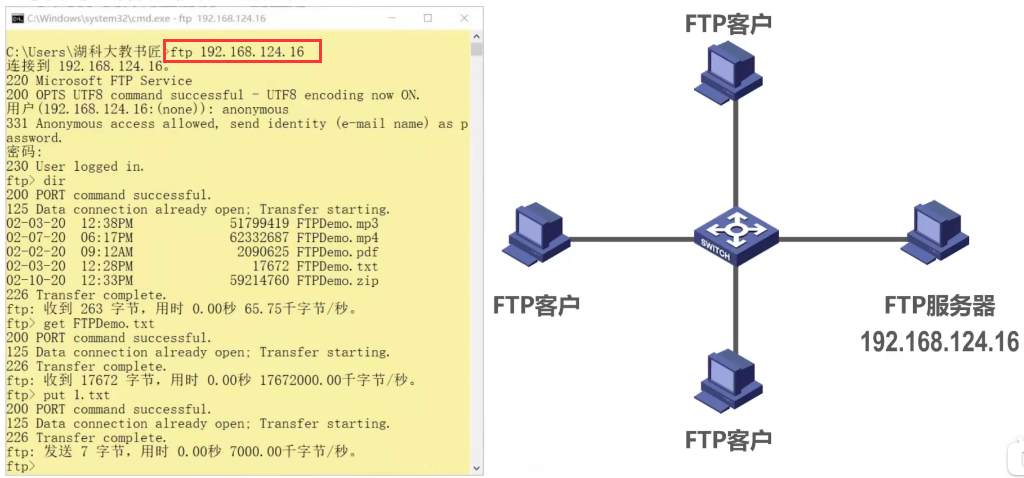 C:\Windows\system32\cmd.exe - ftp 192.168.124.16
C:\Users\湖科大教书匠>ftp 192.168.124.16
连接到 192.168.124.16。
220 Microsoft FTP Service
200 OPTS UTF8 command successful - UTF8 encoding now ON.
用户(192.168.124.16:(none)): anonymous
331 Anonymous access allowed, send identity (e-mail name) as p
assword.
密码:
230 User logged in.
ftp> dir
200 PORT command successful.
125 Data connection already open; Transfer starting.
02-03-20  12:38PM             51799419 FTPDemo.mp3
02-07-20  06:17PM             62332687 FTPDemo.mp4
02-02-20  09:12AM              2090625 FTPDemo.pdf
02-03-20  12:28PM                17672 FTPDemo.txt
02-10-20  12:33PM             59214760 FTPDemo.zip
226 Transfer complete.
ftp: 收到 263 字节，用时 0.00秒 65.75千字节/秒。
ftp> get FTPDemo.txt
200 PORT command successful.
125 Data connection already open; Transfer starting.
226 Transfer complete.
ftp: 收到 17672 字节，用时 0.00秒 17672000.00千字节/秒。
ftp> put 1.txt
200 PORT command successful.
125 Data connection already open; Transfer starting.
226 Transfer complete.
ftp: 发送 7 字节，用时 0.00秒 7000.00千字节/秒。
ftp>
FTP客户
SWITCH
FTP客户
FTP服务器
192.168.124.16
FTP客户